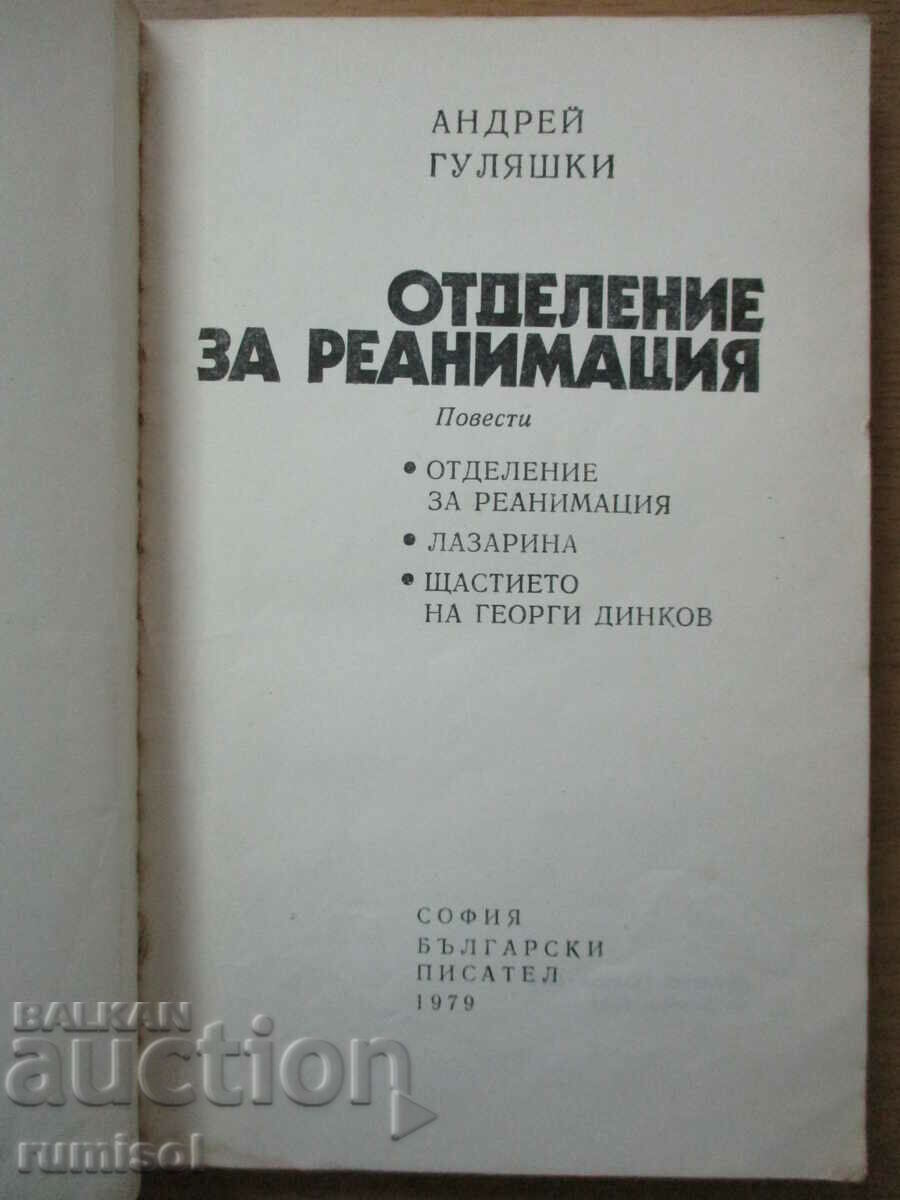 АНДРЕЙ
ГУЛЯШКИ
ОТДЕЛЕНИЕ
ЗА РЕАНИМАЦИЯ
Повести
• ОТДЕЛЕНИЕ
ЗА РЕАНИМАЦИЯ
• ЛАЗАРИНА
• ЩАСТИЕТО
НА ГЕОРГИ ДИНКОВ
СОФИЯ
БЪЛГАРСКИ
ПИСАТЕЛ
1979
BALKAN
auction
rumisol